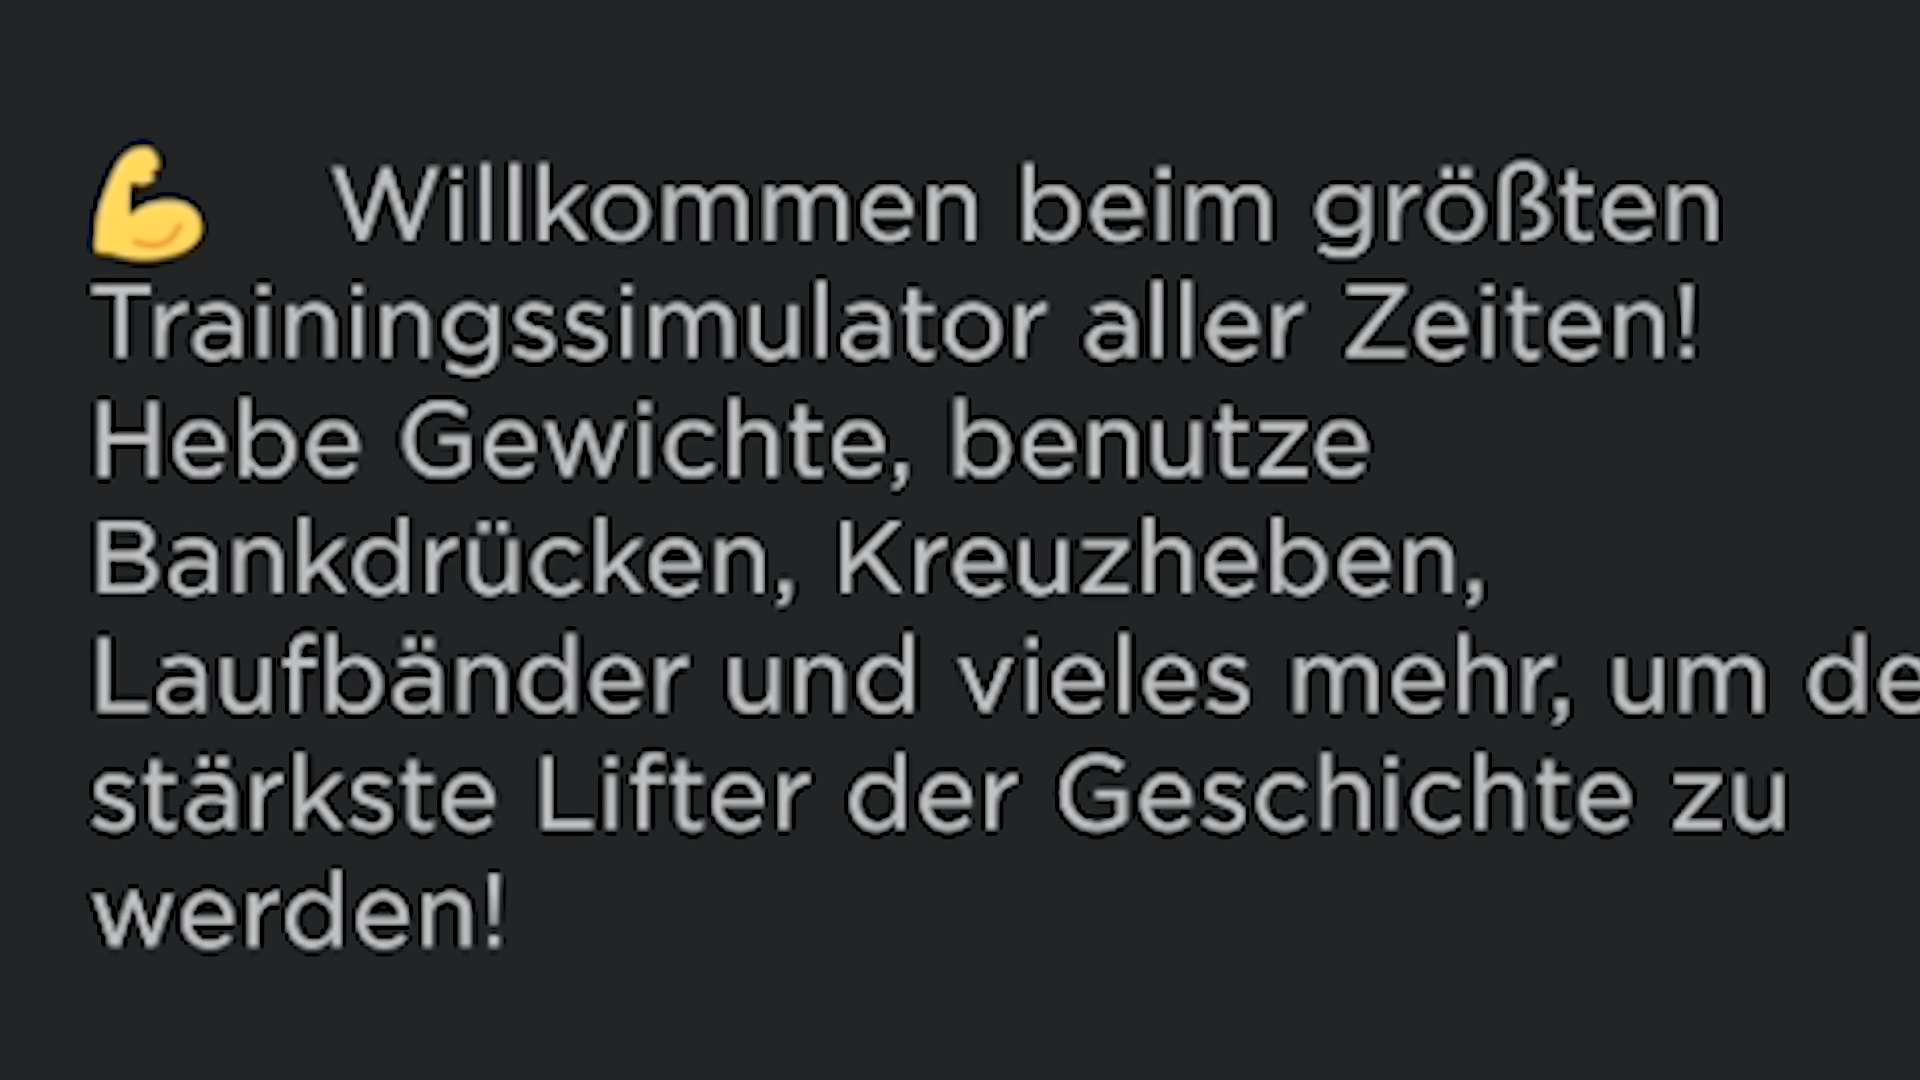 💪 Willkommen beim größten
Trainingssimulator aller Zeiten!
Hebe Gewichte, benutze
Bankdrücken, Kreuzheben,
Laufbänder und vieles mehr, um
stärkste Lifter der Geschichte zu
werden!